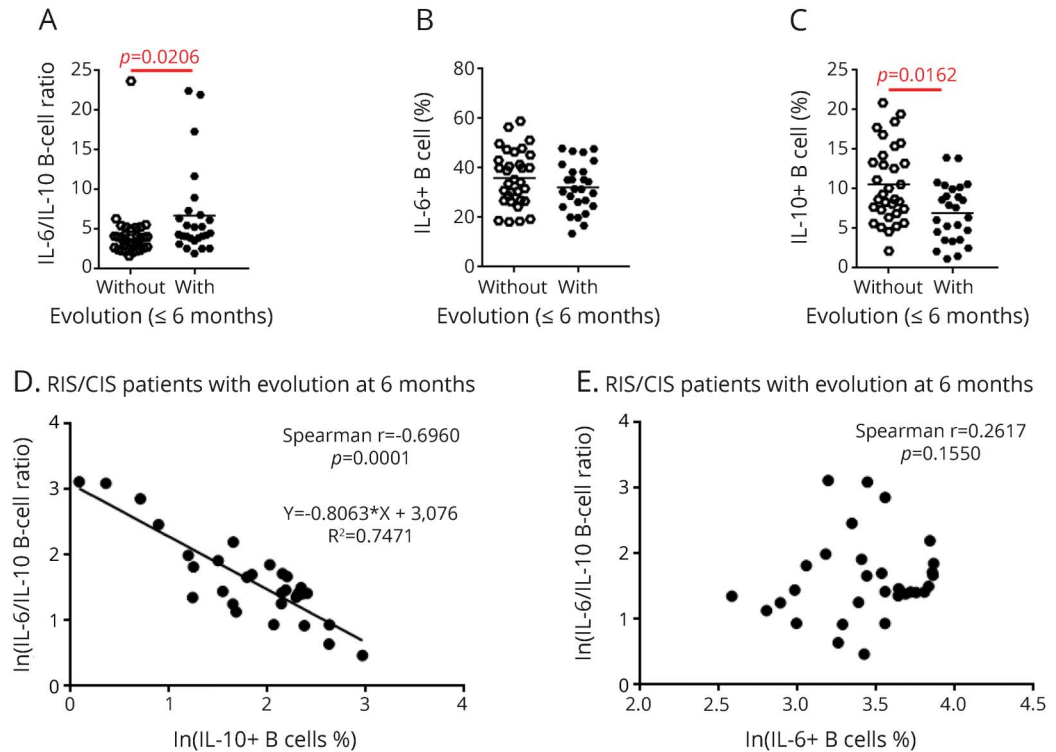 A
p=0.0206
IL-6/IL-10 B-cell ratio
25
20
15
10
5
0
Without With
Evolution (≤ 6 months)
B
IL-6+ B cell (%)
80
60
40
20
0
Without With
Evolution (≤ 6 months)
C
p=0.0162
IL-10+ B cell (%)
25
20
15
10
5
0
Without With
Evolution (≤ 6 months)
D. RIS/CIS patients with evolution at 6 months
Spearman r=-0.6960
p=0.0001
Y=-0.8063*X + 3,076
R²=0.7471
ln(IL-6/IL-10 B-cell ratio)
4
3
2
1
0
0 1 2 3 4
ln(IL-10+ B cells %)
E. RIS/CIS patients with evolution at 6 months
Spearman r=0.2617
p=0.1550
ln(IL-6/IL-10 B-cell ratio)
4
3
2
1
0
2.0 2.5 3.0 3.5 4.0 4.5
ln(IL-6+ B cells %)